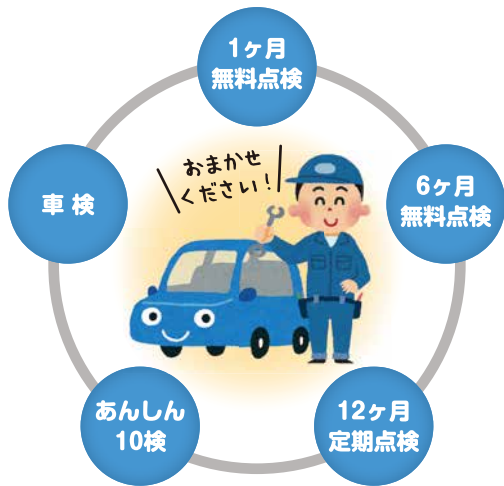 1ヶ月
無料点検
おまかせ
ください!
車検
6ヶ月
無料点検
あんしん
10検
12ヶ月
定期点検